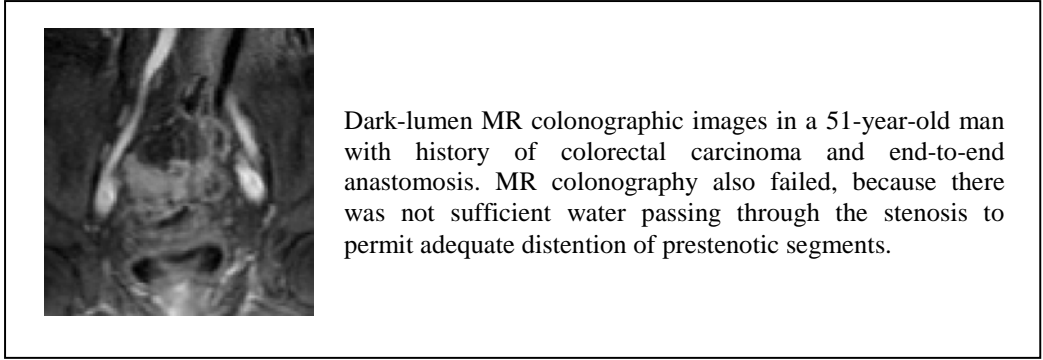 Dark-lumen MR colonographic images in a 51-year-old man
with history of colorectal carcinoma and end-to-end
anastomosis. MR colonography also failed, because there
was not sufficient water passing through the stenosis to
permit adequate distention of prestenotic segments.